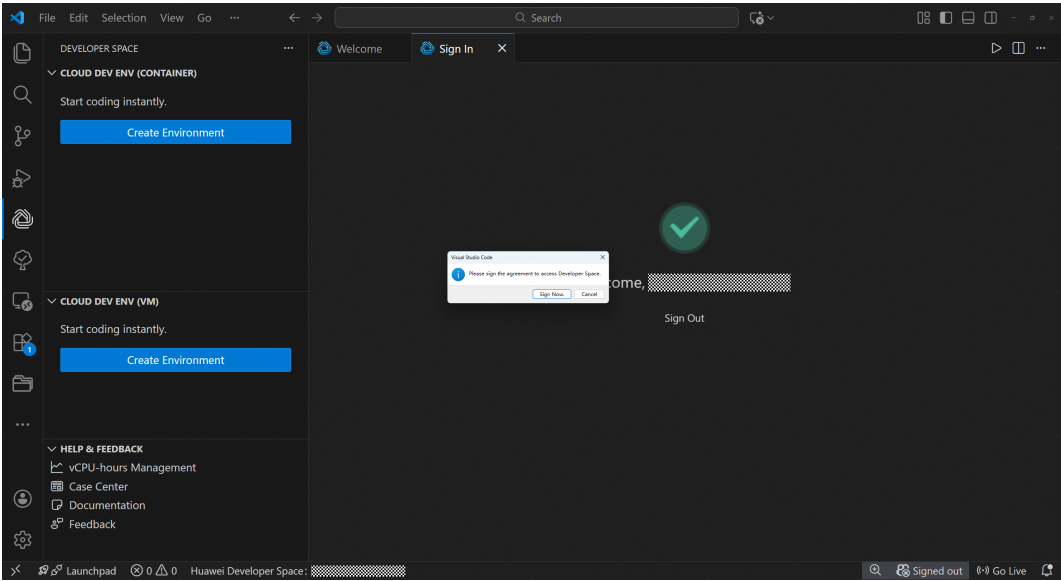 File Edit Selection View Go ··· Search
DEVELOPER SPACE ···
Welcome
Sign In
CLOUD DEV ENV (CONTAINER)
Start coding instantly.
Create Environment
Visual Studio Code
Please sign the agreement to access Developer Space.
Sign Now.
Cancel
come,
Sign Out
CLOUD DEV ENV (VM)
Start coding instantly.
Create Environment
1
HELP & FEEDBACK
vCPU-hours Management
Case Center
Documentation
Feedback
Launchpad 0 0 Huawei Developer Space: Signed out Go Live